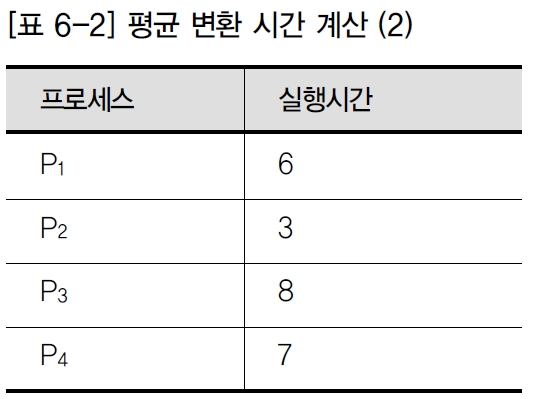 [표 6-2] 평균 변환 시간 계산 (2)
프로세스 실행시간
P₁ 6
P₂ 3
P₃ 8
P₄ 7